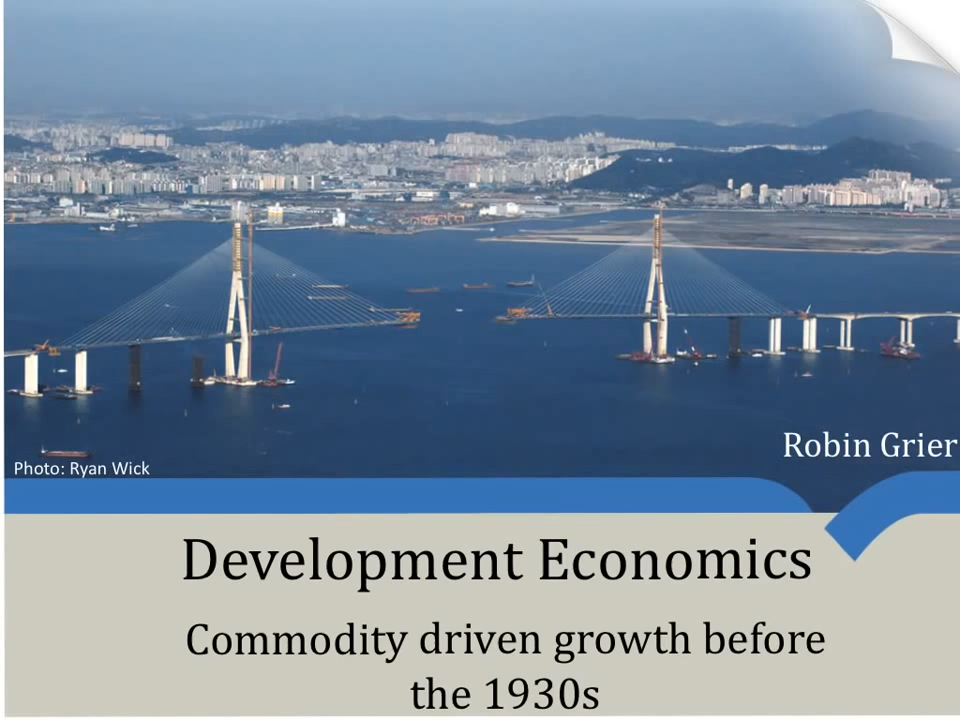 Robin Grier
Photo: Ryan Wick
Development Economics
Commodity driven growth before
the 1930s